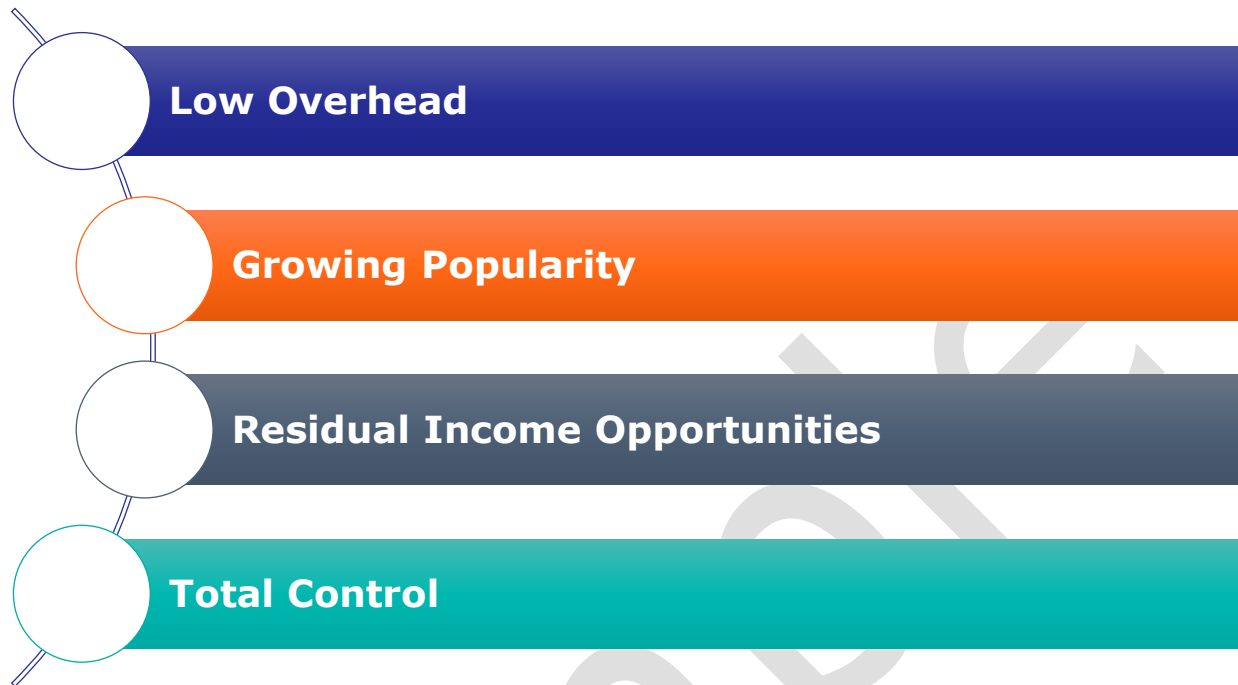 Low Overhead
Growing Popularity
Residual Income Opportunities
Total Control